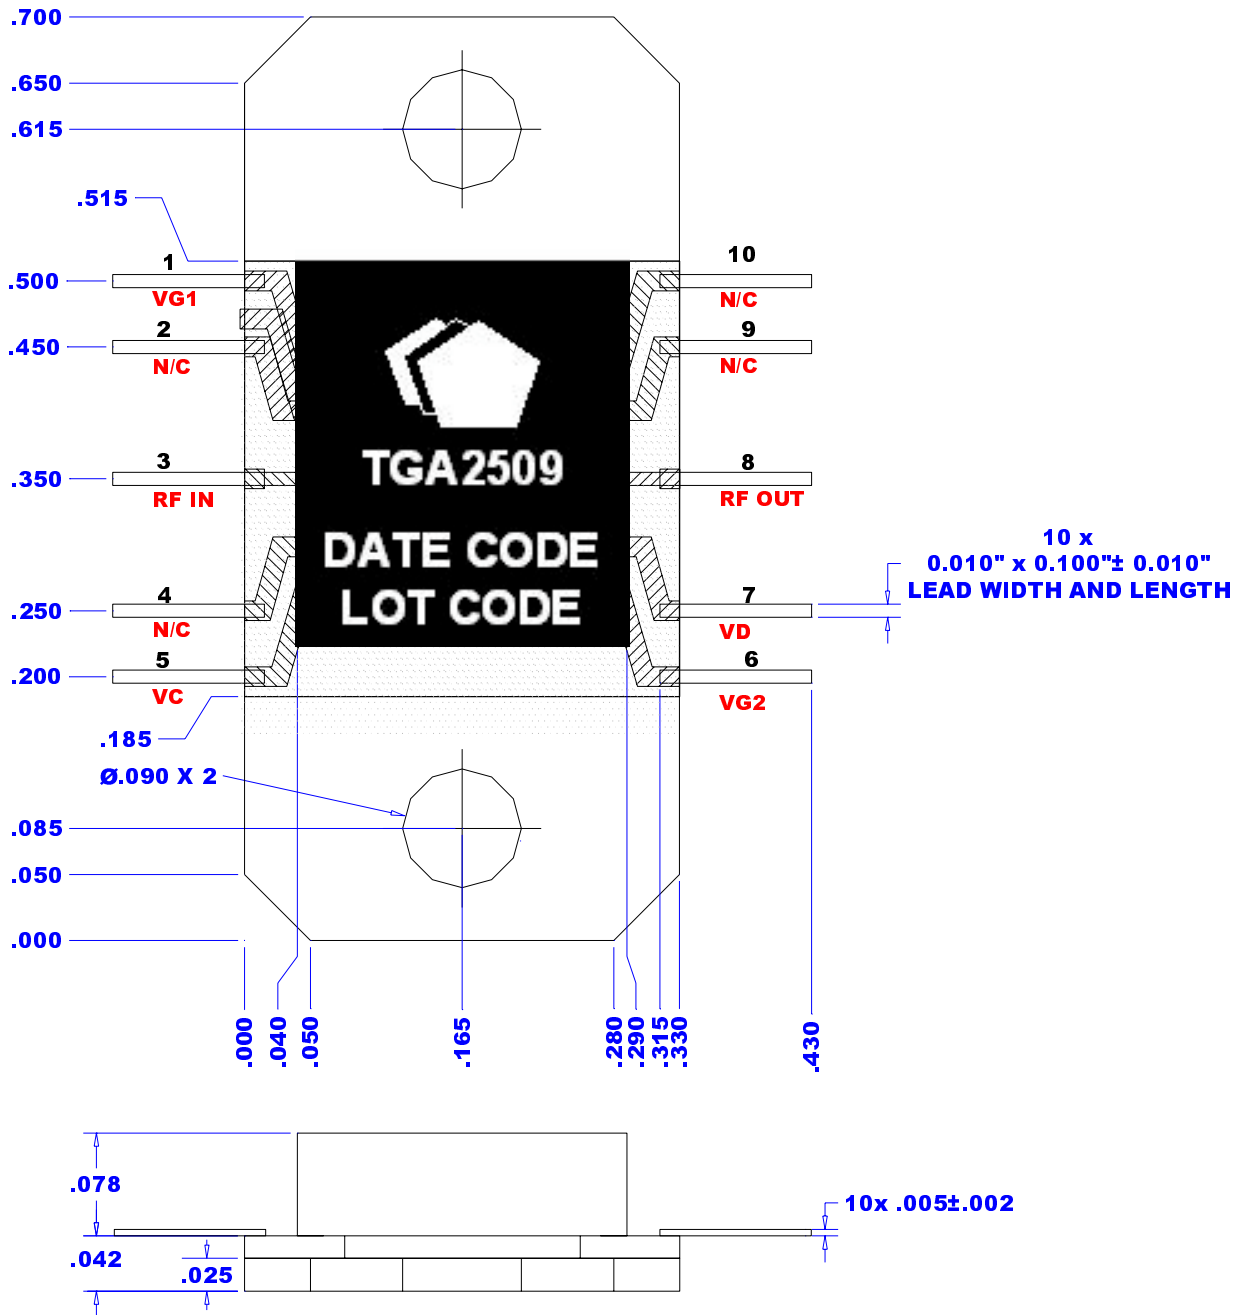 .700
.650
.615
.515
1
10
.500
VG1
N/C
2
9
.450
N/C
N/C
TGA2509
3
8
.350
RF IN
RF OUT
DATE CODE
LOT CODE
10 x
0.010" x 0.100"± 0.010"
LEAD WIDTH AND LENGTH
4
7
.250
N/C
VD
5
6
.200
VC
VG2
.185
Ø.090 X 2
.085
.050
.000
.000
.040
.050
.165
.280
.290
.315
.330
.430
.078
10x .005±.002
.042
.025